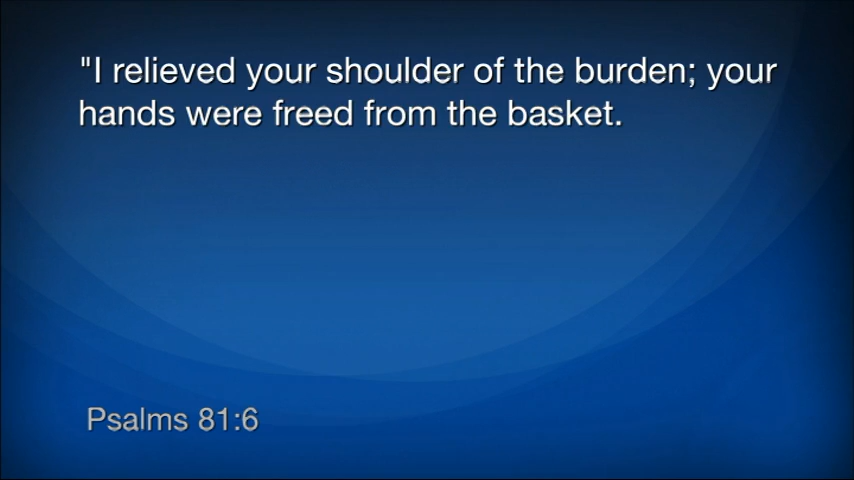 "I relieved your shoulder of the burden; your
hands were freed from the basket.
Psalms 81:6